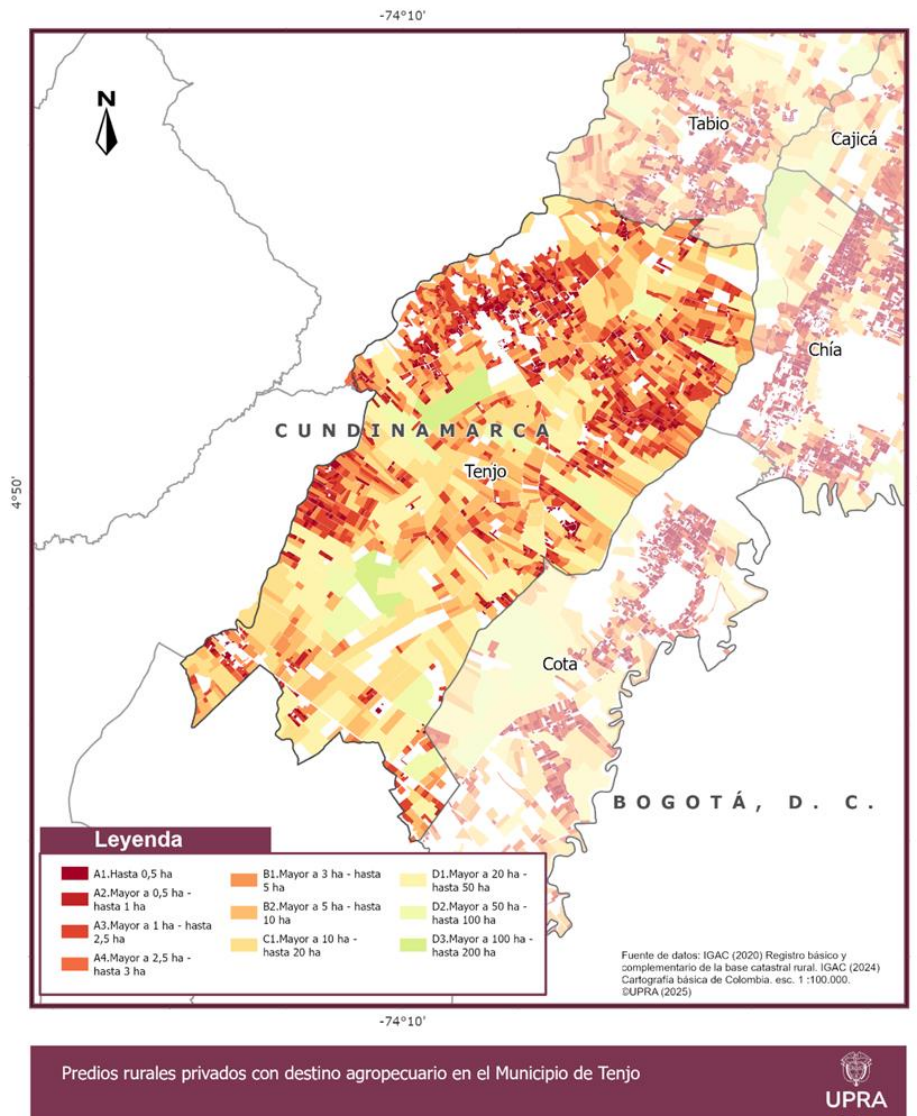 -74°10'
N
Tabio
Cajicá
Chía
CUNDINAMARCA
4°50'
Tenjo
Cota
BOGOTÁ, D. C.
Leyenda
A1.Hasta 0,5 ha
A2.Mayor a 0,5 ha -
hasta 1 ha
A3.Mayor a 1 ha - hasta
2,5 ha
A4.Mayor a 2,5 ha -
hasta 3 ha
B1.Mayor a 3 ha - hasta
5 ha
B2.Mayor a 5 ha - hasta
10 ha
C1.Mayor a 10 ha -
hasta 20 ha
D1.Mayor a 20 ha -
hasta 50 ha
D2.Mayor a 50 ha -
hasta 100 ha
D3.Mayor a 100 ha -
hasta 200 ha
Fuente de datos: IGAC (2020) Registro básico y
complementario de la base catastral rural. IGAC (2024)
Cartografía básica de Colombia. esc. 1 :100.000.
©UPRA (2025)
-74°10'
Predios rurales privados con destino agropecuario en el Municipio de Tenjo
UPRA